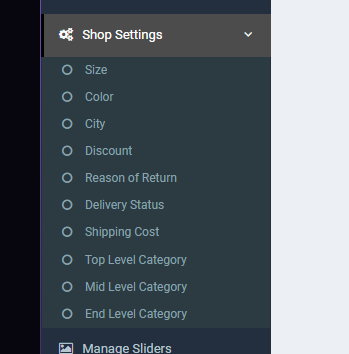 Shop Settings
Size
Color
City
Discount
Reason of Return
Delivery Status
Shipping Cost
Top Level Category
Mid Level Category
End Level Category
Manage Sliders